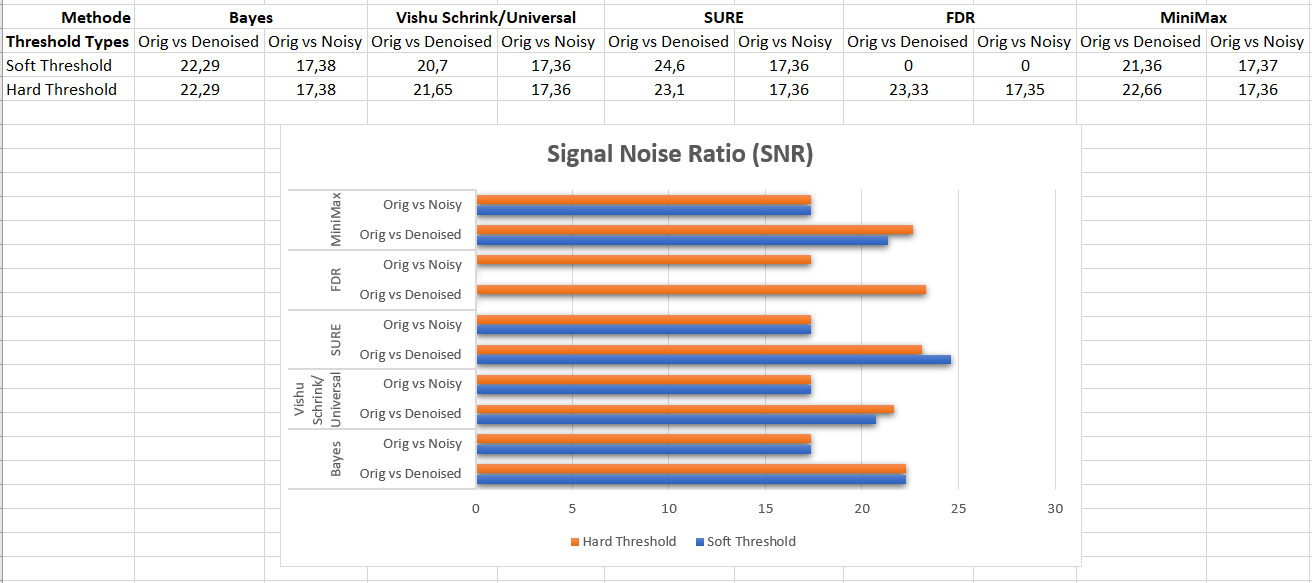 Methode Bayes Vishu Schrink/Universal SURE FDR MiniMax
Threshold Types Orig vs Denoised Orig vs Noisy Orig vs Denoised Orig vs Noisy Orig vs Denoised Orig vs Noisy Orig vs Denoised Orig vs Noisy Orig vs Denoised Orig vs Noisy
Soft Threshold 22,29 17,38 20,7 17,36 24,6 17,36 0 0 21,36 17,37
Hard Threshold 22,29 17,38 21,65 17,36 23,1 17,36 23,33 17,35 22,66 17,36
Signal Noise Ratio (SNR)
MiniMax
Orig vs Noisy
Orig vs Denoised
FDR
Orig vs Noisy
Orig vs Denoised
SURE
Orig vs Noisy
Orig vs Denoised
Vishu
Schrink/
Universal
Orig vs Noisy
Orig vs Denoised
Bayes
Orig vs Noisy
Orig vs Denoised
0 5 10 15 20 25 30
Hard Threshold Soft Threshold